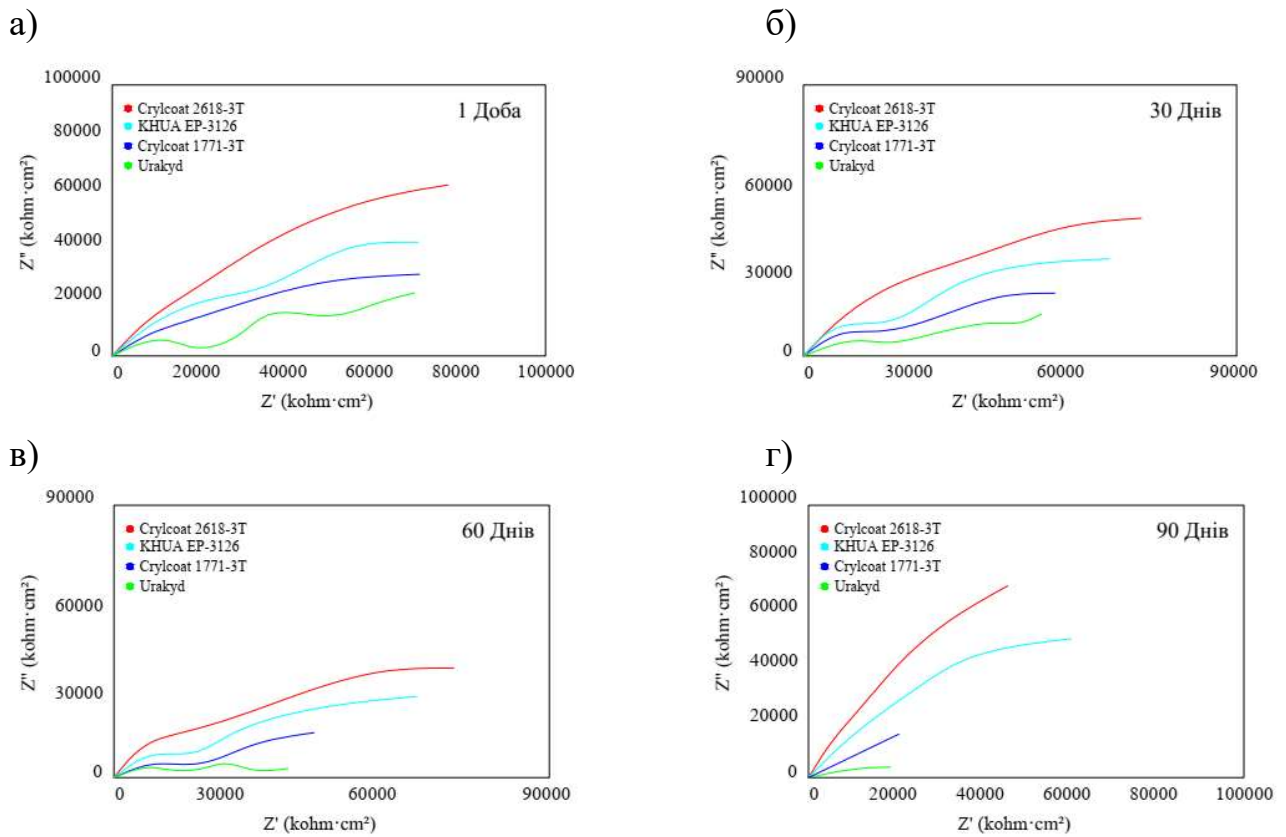 а)
100000
80000
60000
40000
20000
0
Z'' (kohm·cm²)
Crylcoat 2618-3T
KHUA EP-3126
Crylcoat 1771-3T
Urakyd
1 Доба
0 20000 40000 60000 80000 100000
Z' (kohm·cm²)
б)
90000
60000
30000
0
Z'' (kohm·cm²)
Crylcoat 2618-3T
KHUA EP-3126
Crylcoat 1771-3T
Urakyd
30 Днів
0 30000 60000 90000
Z' (kohm·cm²)
в)
90000
60000
30000
0
Z'' (kohm·cm²)
Crylcoat 2618-3T
KHUA EP-3126
Crylcoat 1771-3T
Urakyd
60 Днів
0 30000 60000 90000
Z' (kohm·cm²)
г)
100000
80000
60000
40000
20000
0
Z'' (kohm·cm²)
Crylcoat 2618-3T
KHUA EP-3126
Crylcoat 1771-3T
Urakyd
90 Днів
0 20000 40000 60000 80000 100000
Z' (kohm·cm²)